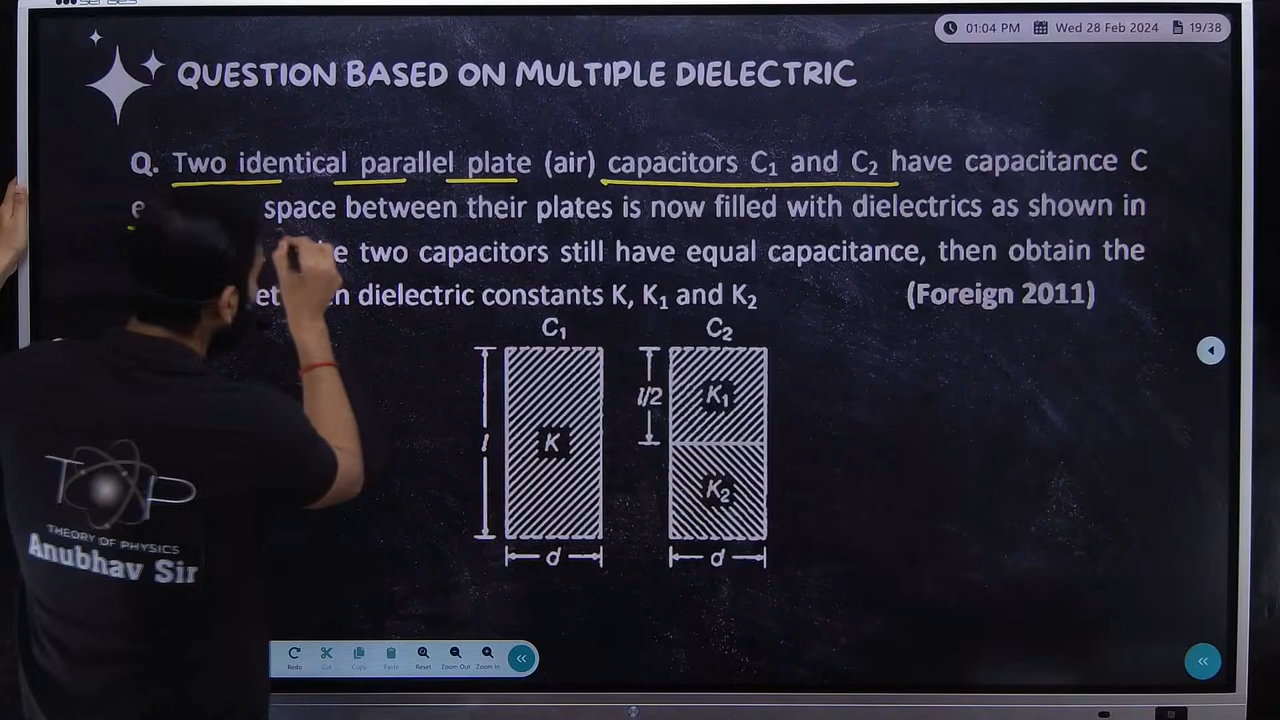 01:04 PM Wed 28 Feb 2024 19/38
QUESTION BASED ON MULTIPLE DIELECTRIC
Q. Two identical parallel plate (air) capacitors C₁ and C₂ have capacitance C
space between their plates is now filled with dielectrics as shown in
two capacitors still have equal capacitance, then obtain the
dielectric constants K, K₁ and K₂ (Foreign 2011)
C₁ C₂
l K l/2 K₁
K₂
d d
THEORY OF PHYSICS
Anubhav Sir
Redo Cut Copy Paste Reset Zoom Out Zoom In